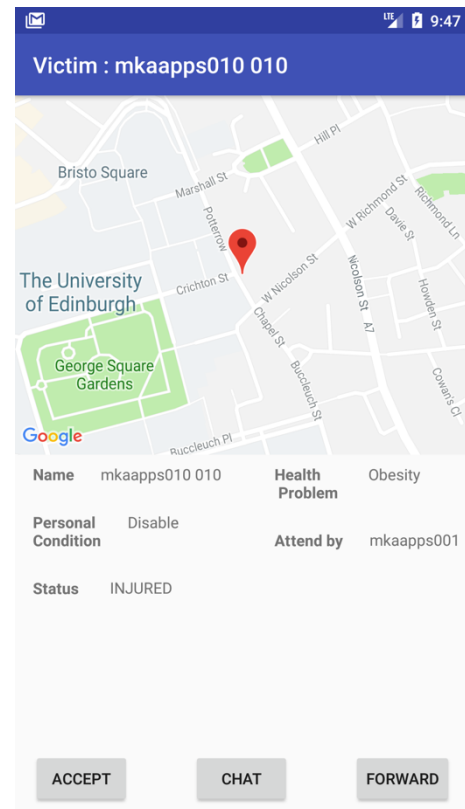 LTE 9:47
Victim : mkaapps010 010
Hill Pl
Bristo Square
Marshall St
W Richmond St
Richmond Ln
Davie St
Potterrow
The University
of Edinburgh
Crichton St
W Nicolson St
Nicolson St
A7
Howden St
Chapel St
George Square
Gardens
Buccleuch St
Cowan's Cl
Google
Buccleuch Pl
Name mkaapps010 010
Health Obesity
Problem
Personal Disable
Condition
Attend by mkaapps001
Status INJURED
ACCEPT CHAT FORWARD